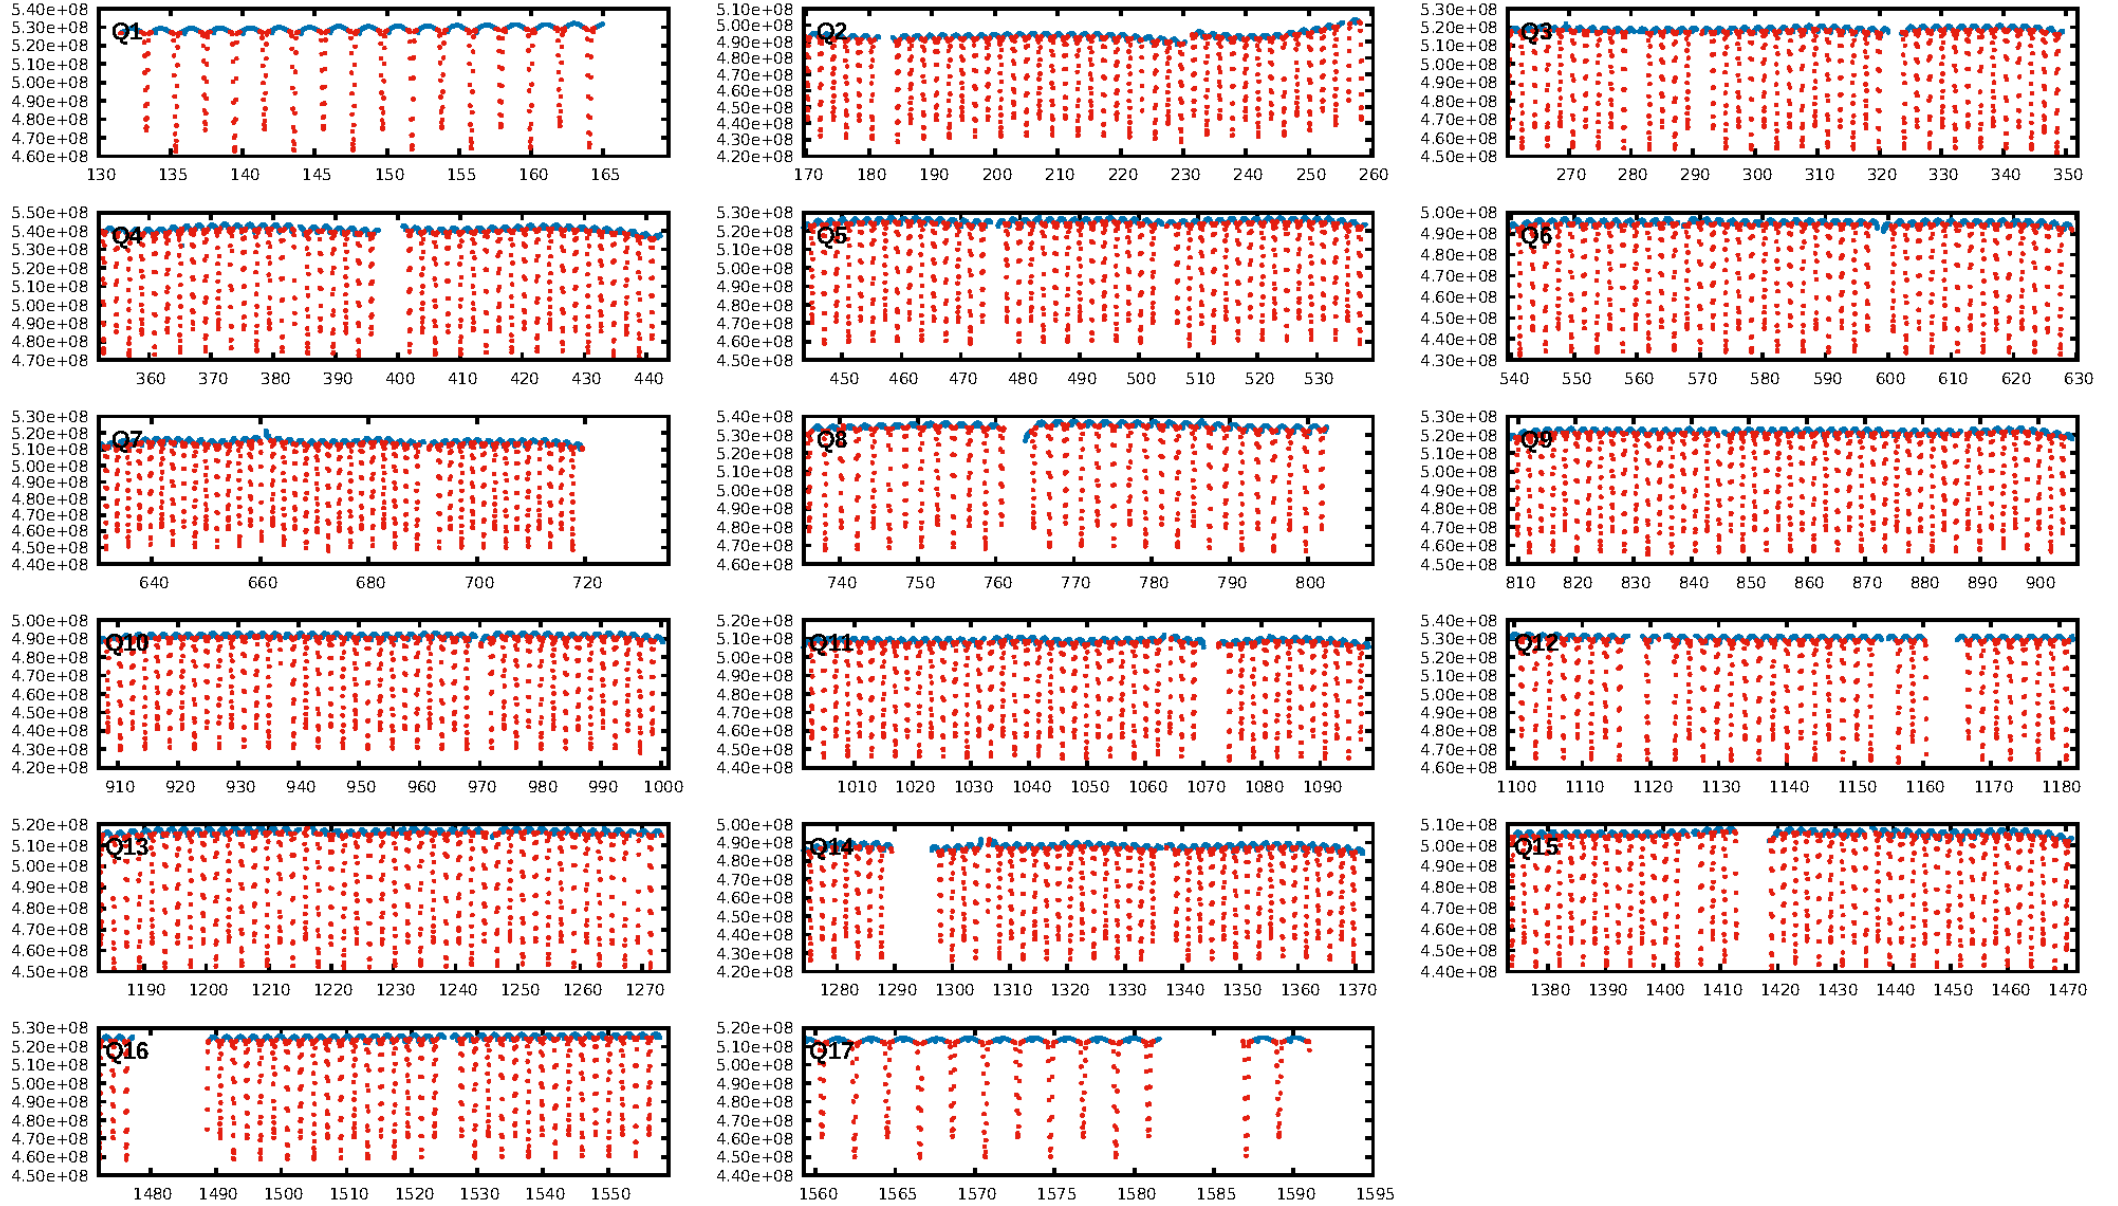 5.40e+08 5.30e+08 5.20e+08 5.10e+08 5.00e+08 4.90e+08 4.80e+08 4.70e+08 4.60e+08
Q1
130 135 140 145 150 155 160 165
5.10e+08 5.00e+08 4.90e+08 4.80e+08 4.70e+08 4.60e+08 4.50e+08 4.40e+08 4.30e+08 4.20e+08
Q2
170 180 190 200 210 220 230 240 250 260
5.30e+08 5.20e+08 5.10e+08 5.00e+08 4.90e+08 4.80e+08 4.70e+08 4.60e+08 4.50e+08
Q3
270 280 290 300 310 320 330 340 350
5.50e+08 5.40e+08 5.30e+08 5.20e+08 5.10e+08 5.00e+08 4.90e+08 4.80e+08 4.70e+08
Q4
360 370 380 390 400 410 420 430 440
5.30e+08 5.20e+08 5.10e+08 5.00e+08 4.90e+08 4.80e+08 4.70e+08 4.60e+08 4.50e+08
Q5
450 460 470 480 490 500 510 520 530
5.00e+08 4.90e+08 4.80e+08 4.70e+08 4.60e+08 4.50e+08 4.40e+08 4.30e+08
Q6
540 550 560 570 580 590 600 610 620 630
5.30e+08 5.20e+08 5.10e+08 5.00e+08 4.90e+08 4.80e+08 4.70e+08 4.60e+08 4.50e+08 4.40e+08
Q7
640 660 680 700 720
5.40e+08 5.30e+08 5.20e+08 5.10e+08 5.00e+08 4.90e+08 4.80e+08 4.70e+08 4.60e+08
Q8
740 750 760 770 780 790 800
5.30e+08 5.20e+08 5.10e+08 5.00e+08 4.90e+08 4.80e+08 4.70e+08 4.60e+08 4.50e+08
Q9
810 820 830 840 850 860 870 880 890 900
5.00e+08 4.90e+08 4.80e+08 4.70e+08 4.60e+08 4.50e+08 4.40e+08 4.30e+08 4.20e+08
Q10
910 920 930 940 950 960 970 980 990 1000
5.20e+08 5.10e+08 5.00e+08 4.90e+08 4.80e+08 4.70e+08 4.60e+08 4.50e+08 4.40e+08
Q11
1010 1020 1030 1040 1050 1060 1070 1080 1090
5.40e+08 5.30e+08 5.20e+08 5.10e+08 5.00e+08 4.90e+08 4.80e+08 4.70e+08 4.60e+08
Q12
1100 1110 1120 1130 1140 1150 1160 1170 1180
5.20e+08 5.10e+08 5.00e+08 4.90e+08 4.80e+08 4.70e+08 4.60e+08 4.50e+08
Q13
1190 1200 1210 1220 1230 1240 1250 1260 1270
5.00e+08 4.90e+08 4.80e+08 4.70e+08 4.60e+08 4.50e+08 4.40e+08 4.30e+08 4.20e+08
Q14
1280 1290 1300 1310 1320 1330 1340 1350 1360 1370
5.10e+08 5.00e+08 4.90e+08 4.80e+08 4.70e+08 4.60e+08 4.50e+08 4.40e+08
Q15
1380 1390 1400 1410 1420 1430 1440 1450 1460 1470
5.30e+08 5.20e+08 5.10e+08 5.00e+08 4.90e+08 4.80e+08 4.70e+08 4.60e+08 4.50e+08
Q16
1480 1490 1500 1510 1520 1530 1540 1550
5.20e+08 5.10e+08 5.00e+08 4.90e+08 4.80e+08 4.70e+08 4.60e+08 4.50e+08 4.40e+08
Q17
1560 1565 1570 1575 1580 1585 1590 1595